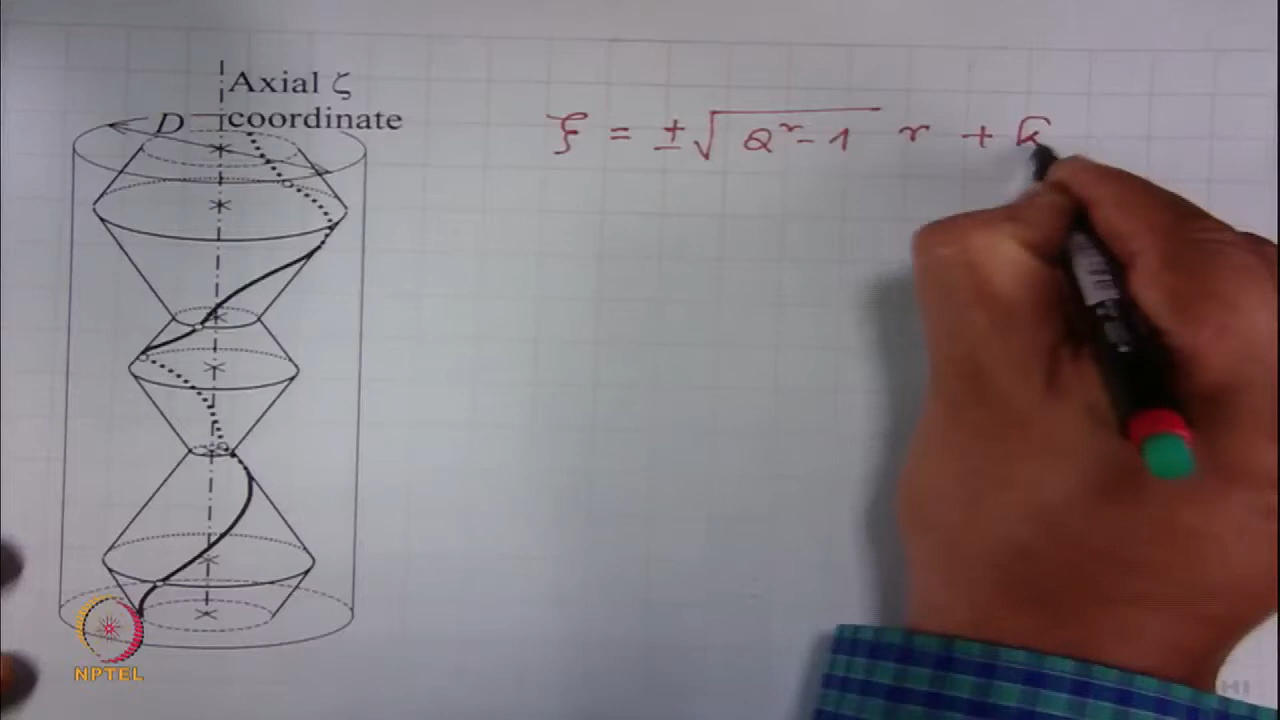 Axial ζ
coordinate
D
ξ = ±√(Q² - 1) r + k
NPTEL